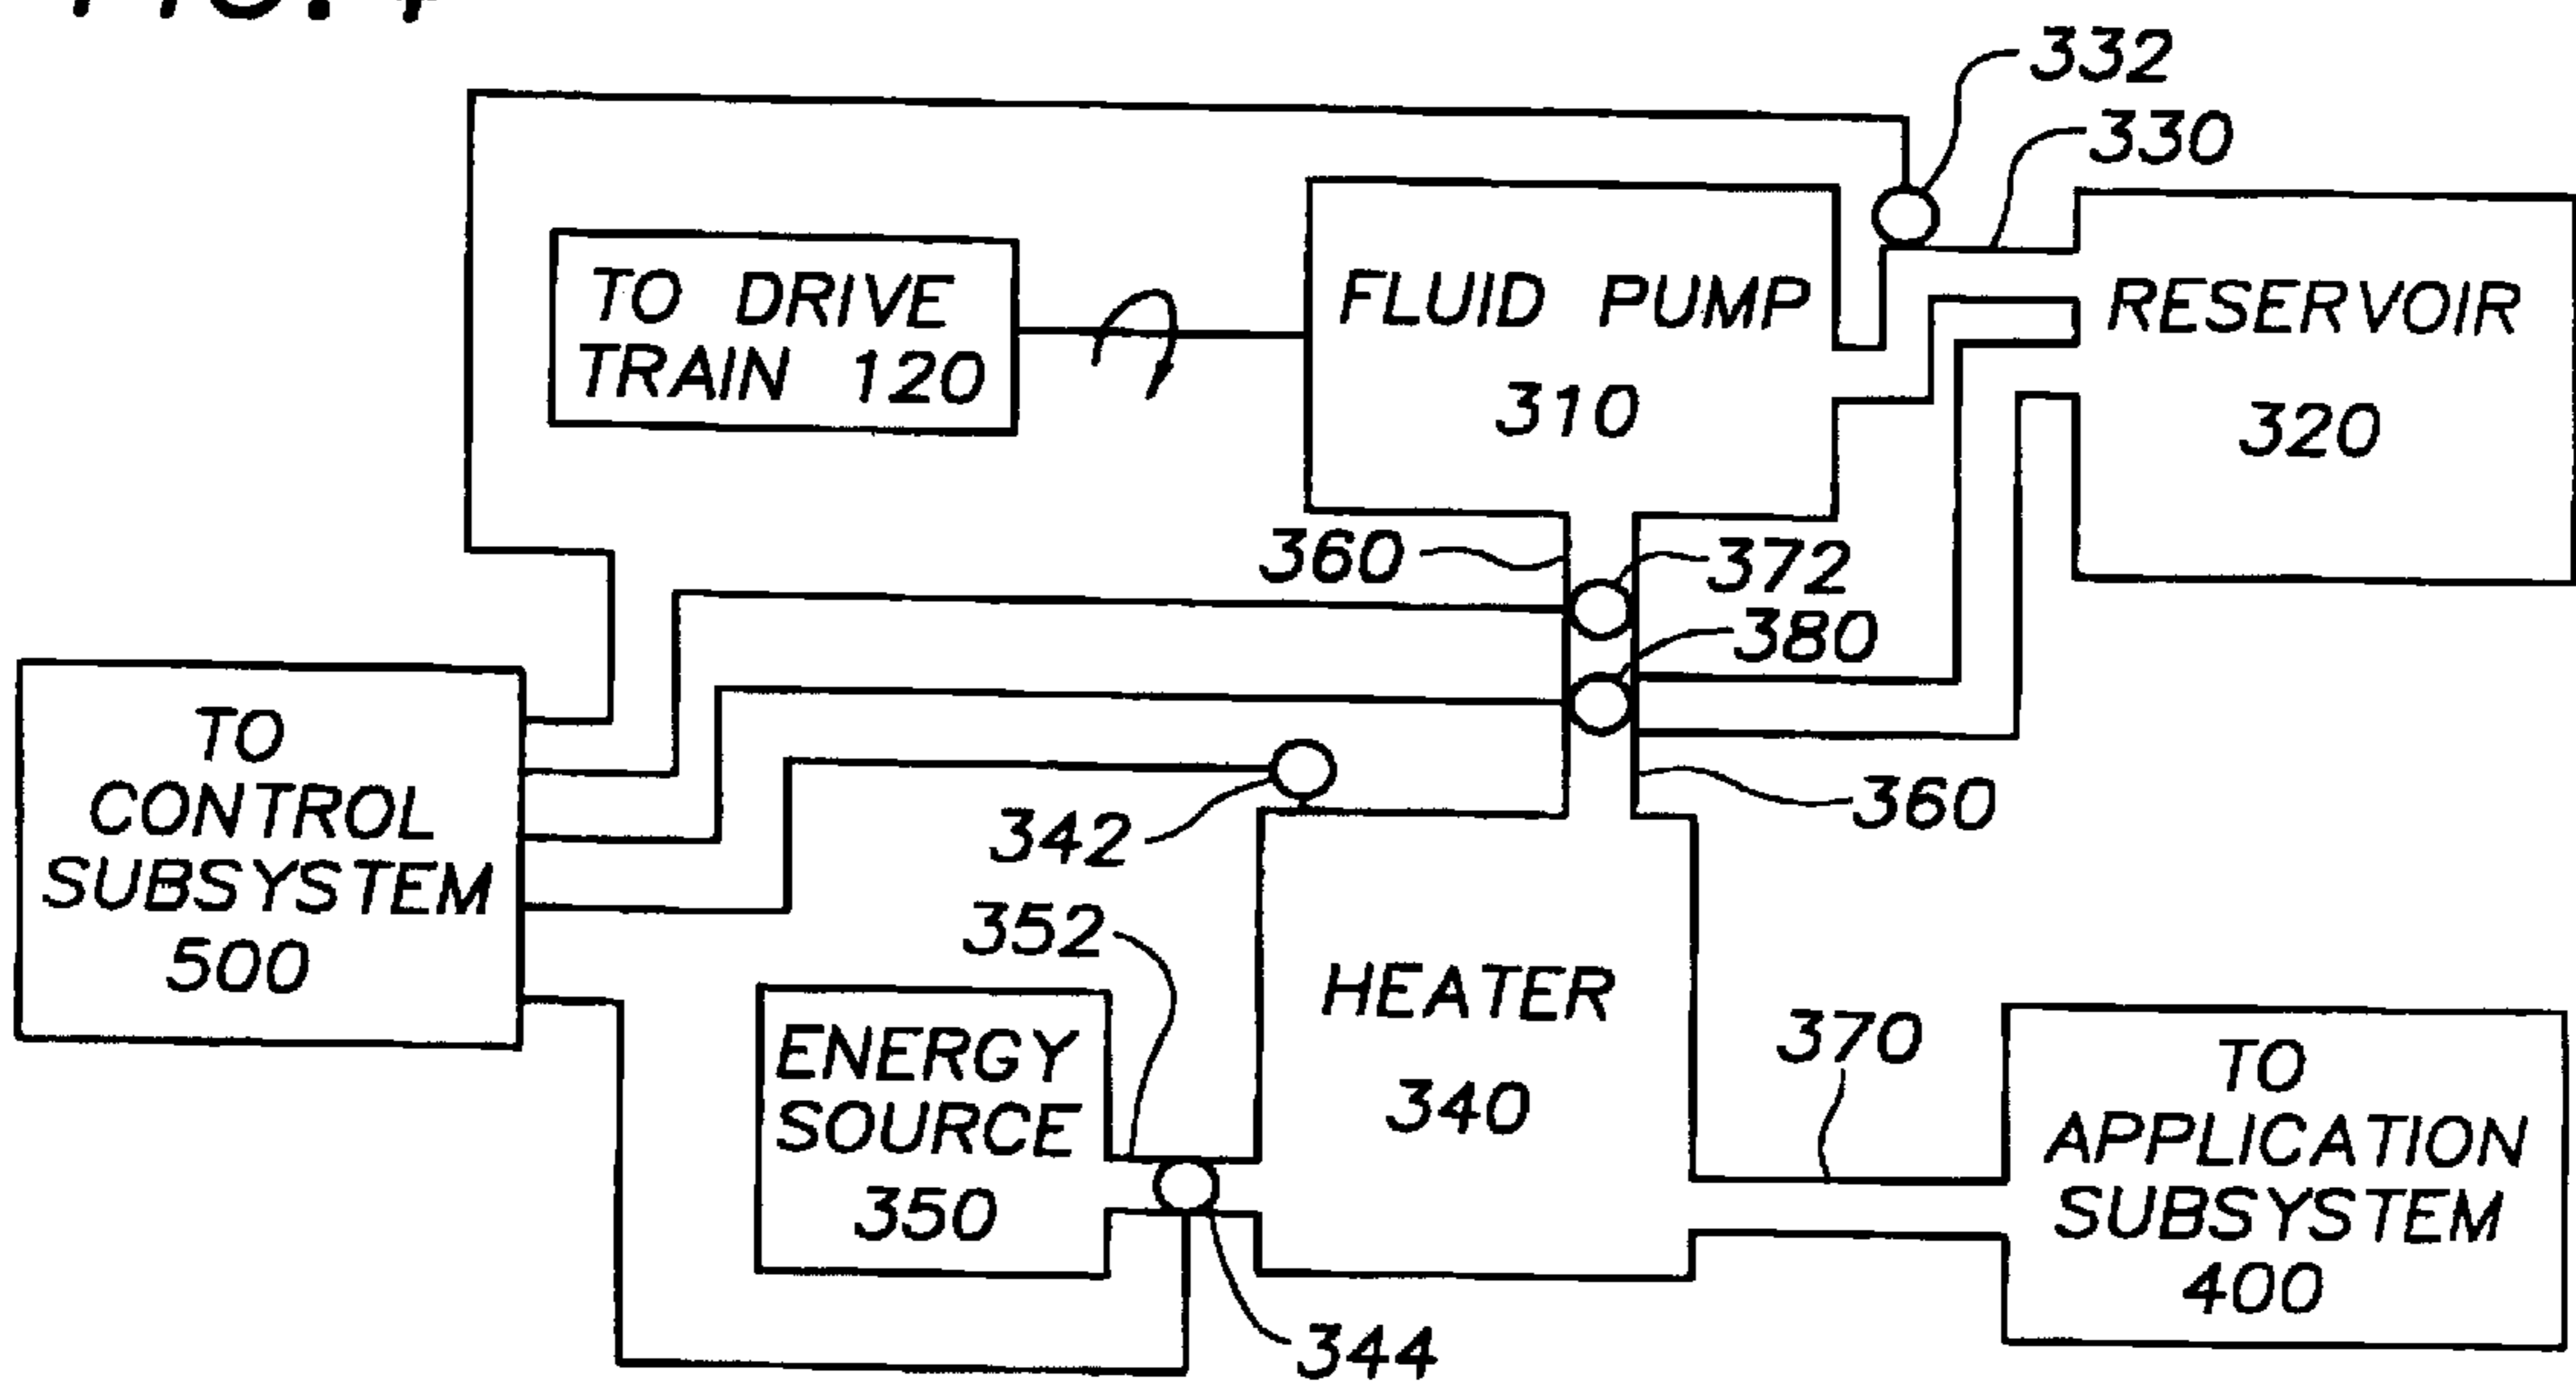 332
330
TO DRIVE
TRAIN 120
FLUID PUMP
310
RESERVOIR
320
360
372
380
360
TO
CONTROL
SUBSYSTEM
500
342
352
HEATER
340
ENERGY
SOURCE
350
370
TO
APPLICATION
SUBSYSTEM
400
344